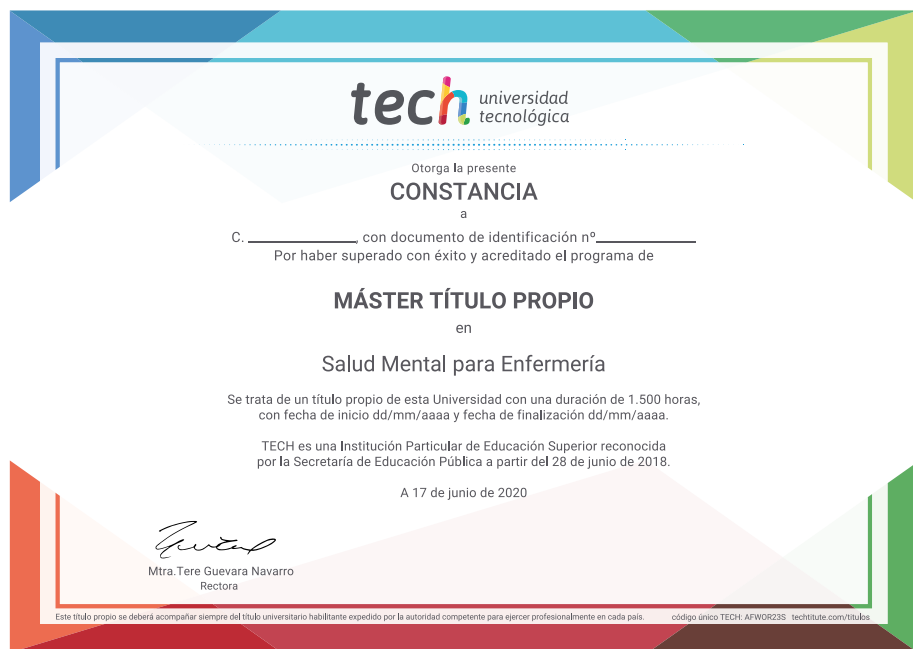 tech universidad
tecnológica
Otorga la presente
CONSTANCIA
a
C. ____________, con documento de identificación nº____________
Por haber superado con éxito y acreditado el programa de
MÁSTER TÍTULO PROPIO
en
Salud Mental para Enfermería
Se trata de un título propio de esta Universidad con una duración de 1.500 horas,
con fecha de inicio dd/mm/aaaa y fecha de finalización dd/mm/aaaa.
TECH es una Institución Particular de Educación Superior reconocida
por la Secretaría de Educación Pública a partir del 28 de junio de 2018.
A 17 de junio de 2020
Mtra.Tere Guevara Navarro
Rectora
Este título propio se deberá acompañar siempre del título universitario habilitante expedido por la autoridad competente para ejercer profesionalmente en cada país. código único TECH: AFWOR23S techtitute.com/titulos